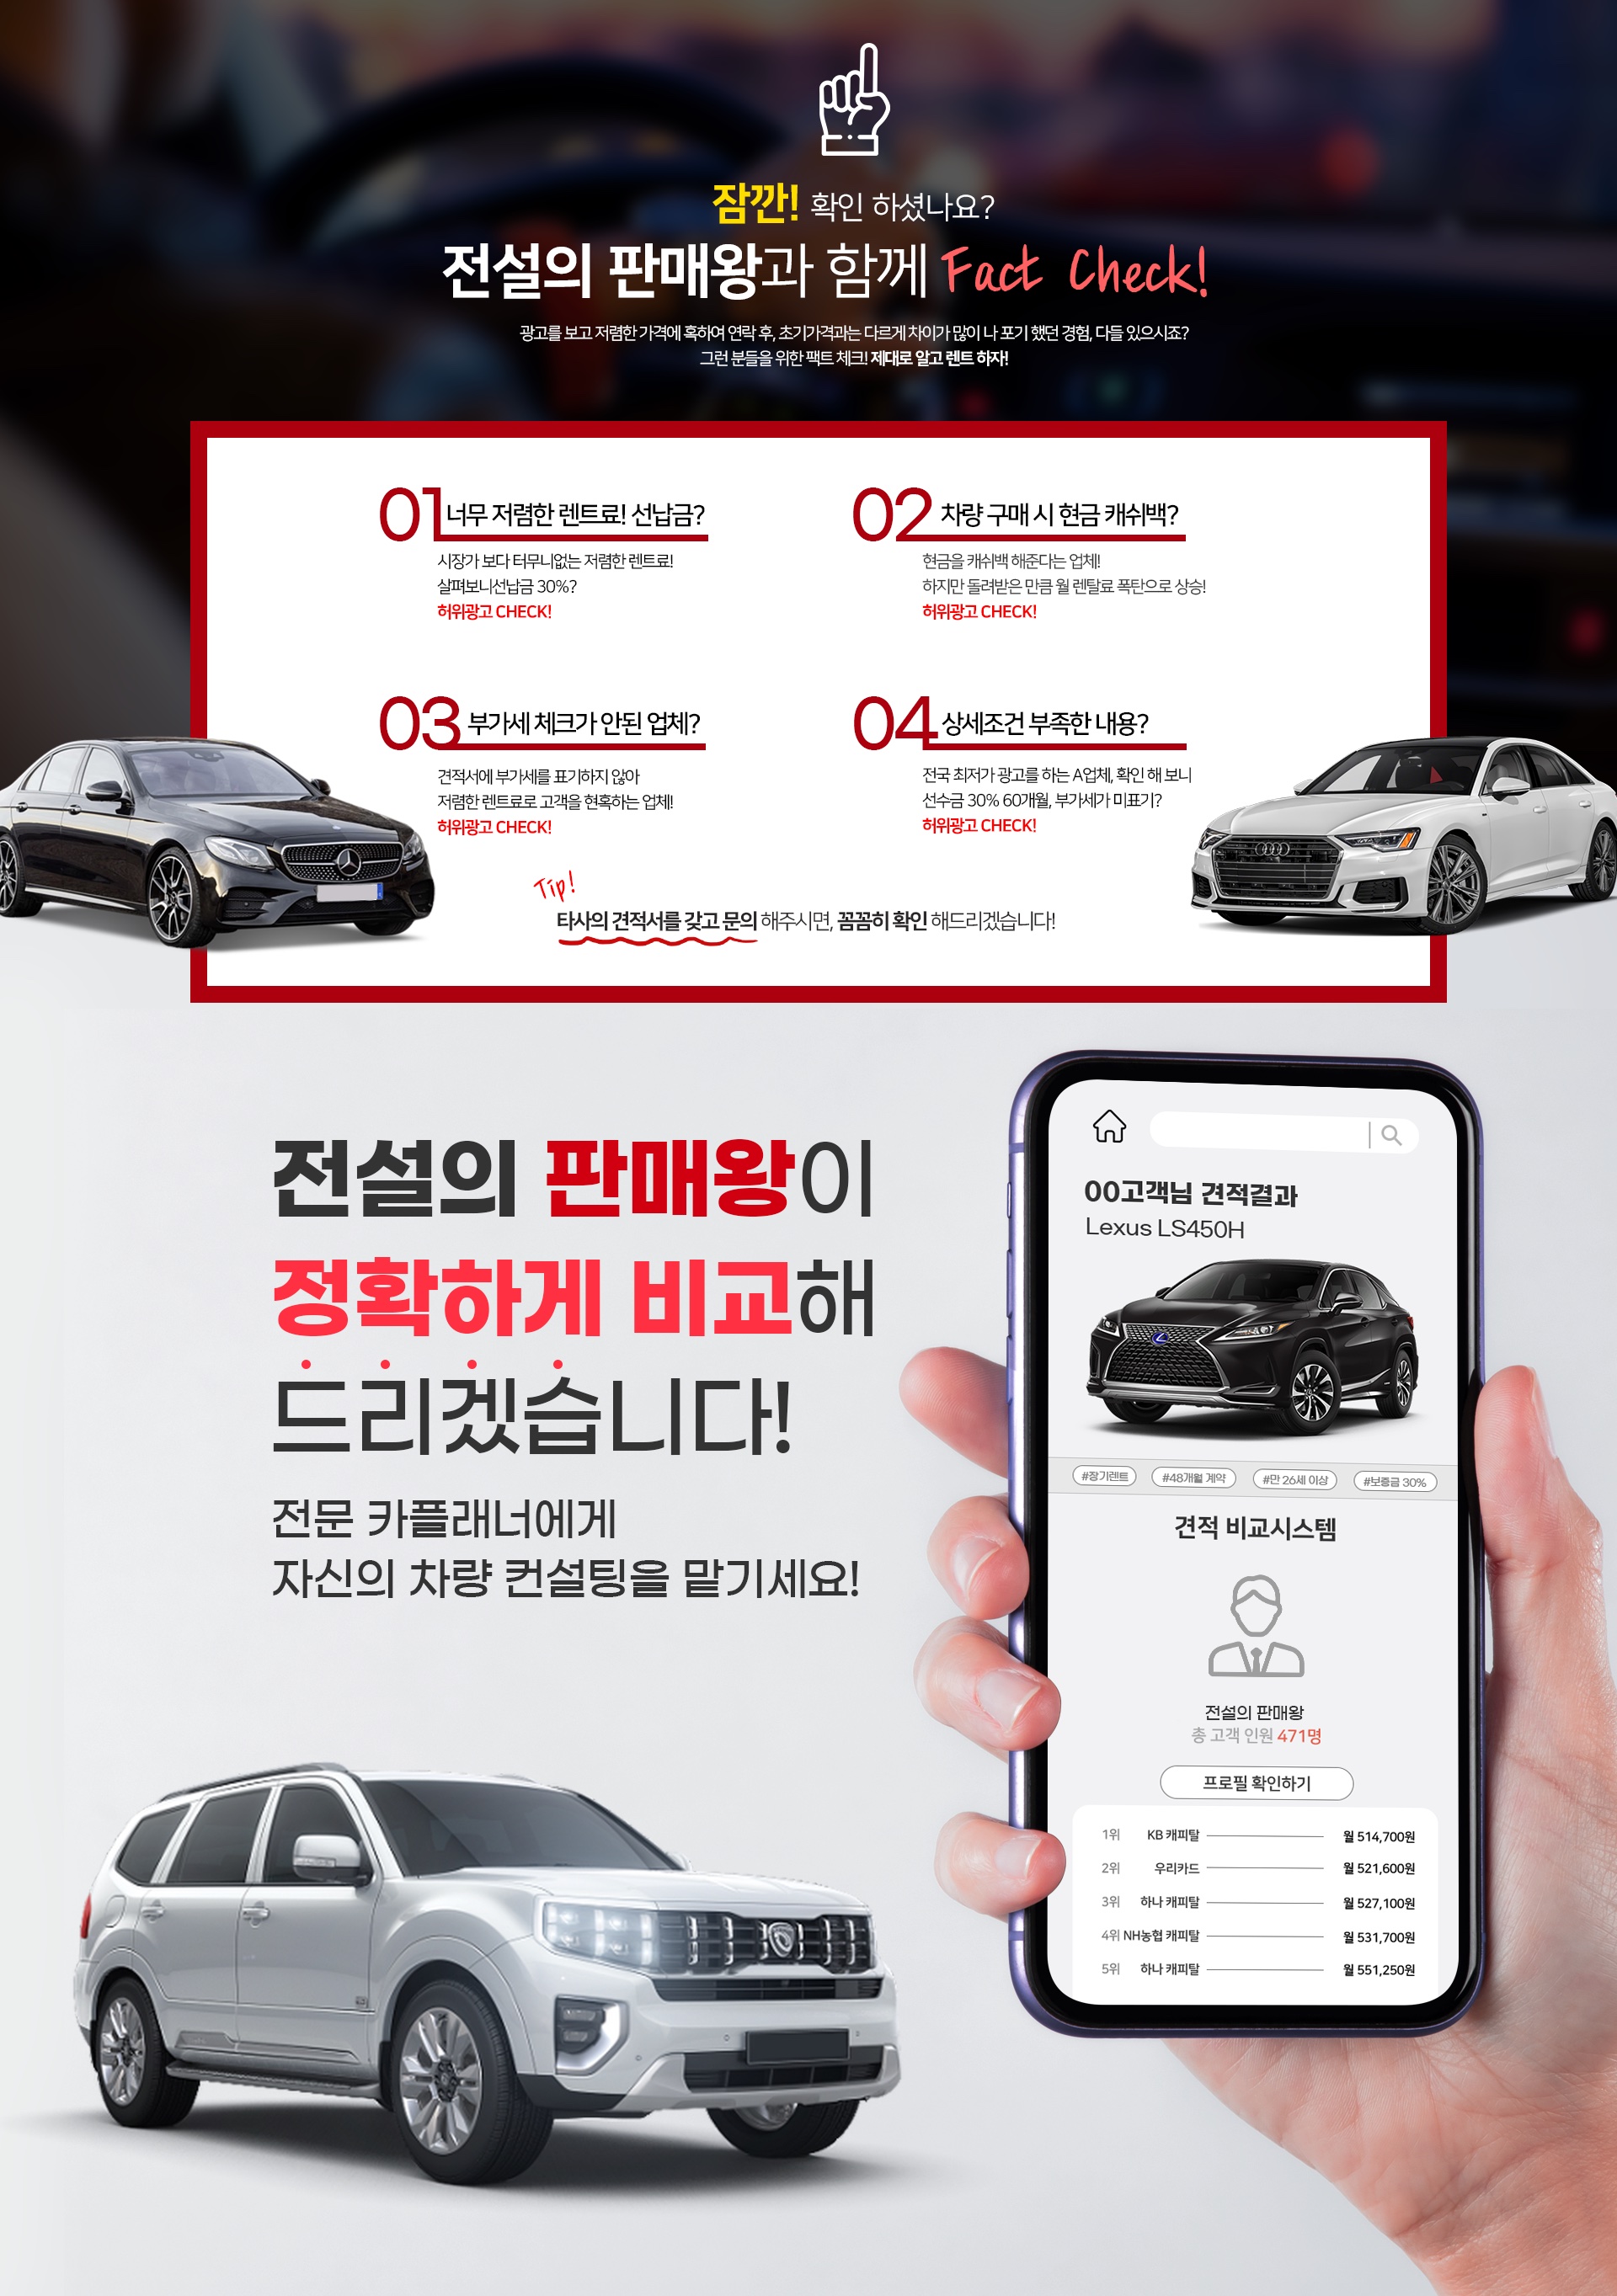 잠깐! 확인 하셨나요?
전설의 판매왕과 함께 Fact Check!
광고를 보고 저렴한 가격에 혹하여 연락 후, 초기가격과는 다르게 차이가 많이 나 포기 했던 경험, 다들 있으시죠?
그런 분들을 위한 팩트 체크! 제대로 알고 렌트 하자!
01 너무 저렴한 렌트료! 선납금?
시장가 보다 터무니없는 저렴한 렌트료!
살펴보니선납금 30%?
허위광고 CHECK!
02 차량 구매 시 현금 캐쉬백?
현금을 캐쉬백 해준다는 업체!
하지만 돌려받은 만큼 월 렌탈료 폭탄으로 상승!
허위광고 CHECK!
03 부가세 체크가 안된 업체?
견적서에 부가세를 표기하지 않아
저렴한 렌트료로 고객을 현혹하는 업체!
허위광고 CHECK!
04 상세조건 부족한 내용?
전국 최저가 광고를 하는 A업체, 확인 해 보니
선수금 30% 60개월, 부가세가 미표기?
허위광고 CHECK!
Tip!
타사의 견적서를 갖고 문의 해주시면, 꼼꼼히 확인 해드리겠습니다!
전설의 판매왕이
정확하게 비교해
드리겠습니다!
전문 카플래너에게
자신의 차량 컨설팅을 맡기세요!
00고객님 견적결과
Lexus LS450H
#장기렌트 #48개월 계약 #만 26세 이상 #보증금 30%
견적 비교시스템
전설의 판매왕
총 고객 인원 471명
프로필 확인하기
1위 KB 캐피탈 월 514,700원
2위 우리카드 월 521,600원
3위 하나 캐피탈 월 527,100원
4위 NH농협 캐피탈 월 531,700원
5위 하나 캐피탈 월 551,250원